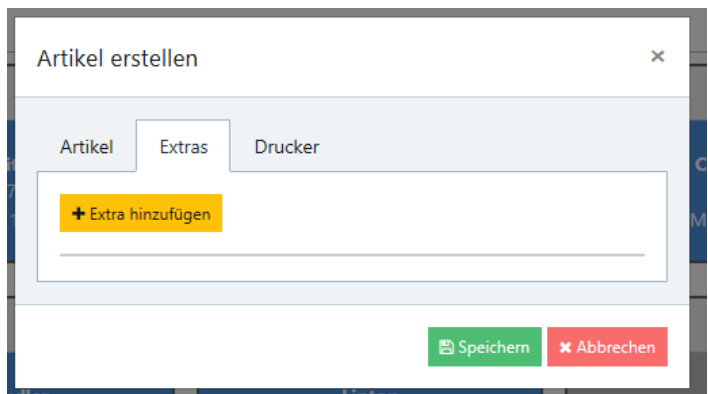 Artikel erstellen ×
Artikel Extras Drucker
+ Extra hinzufügen
Speichern × Abbrechen